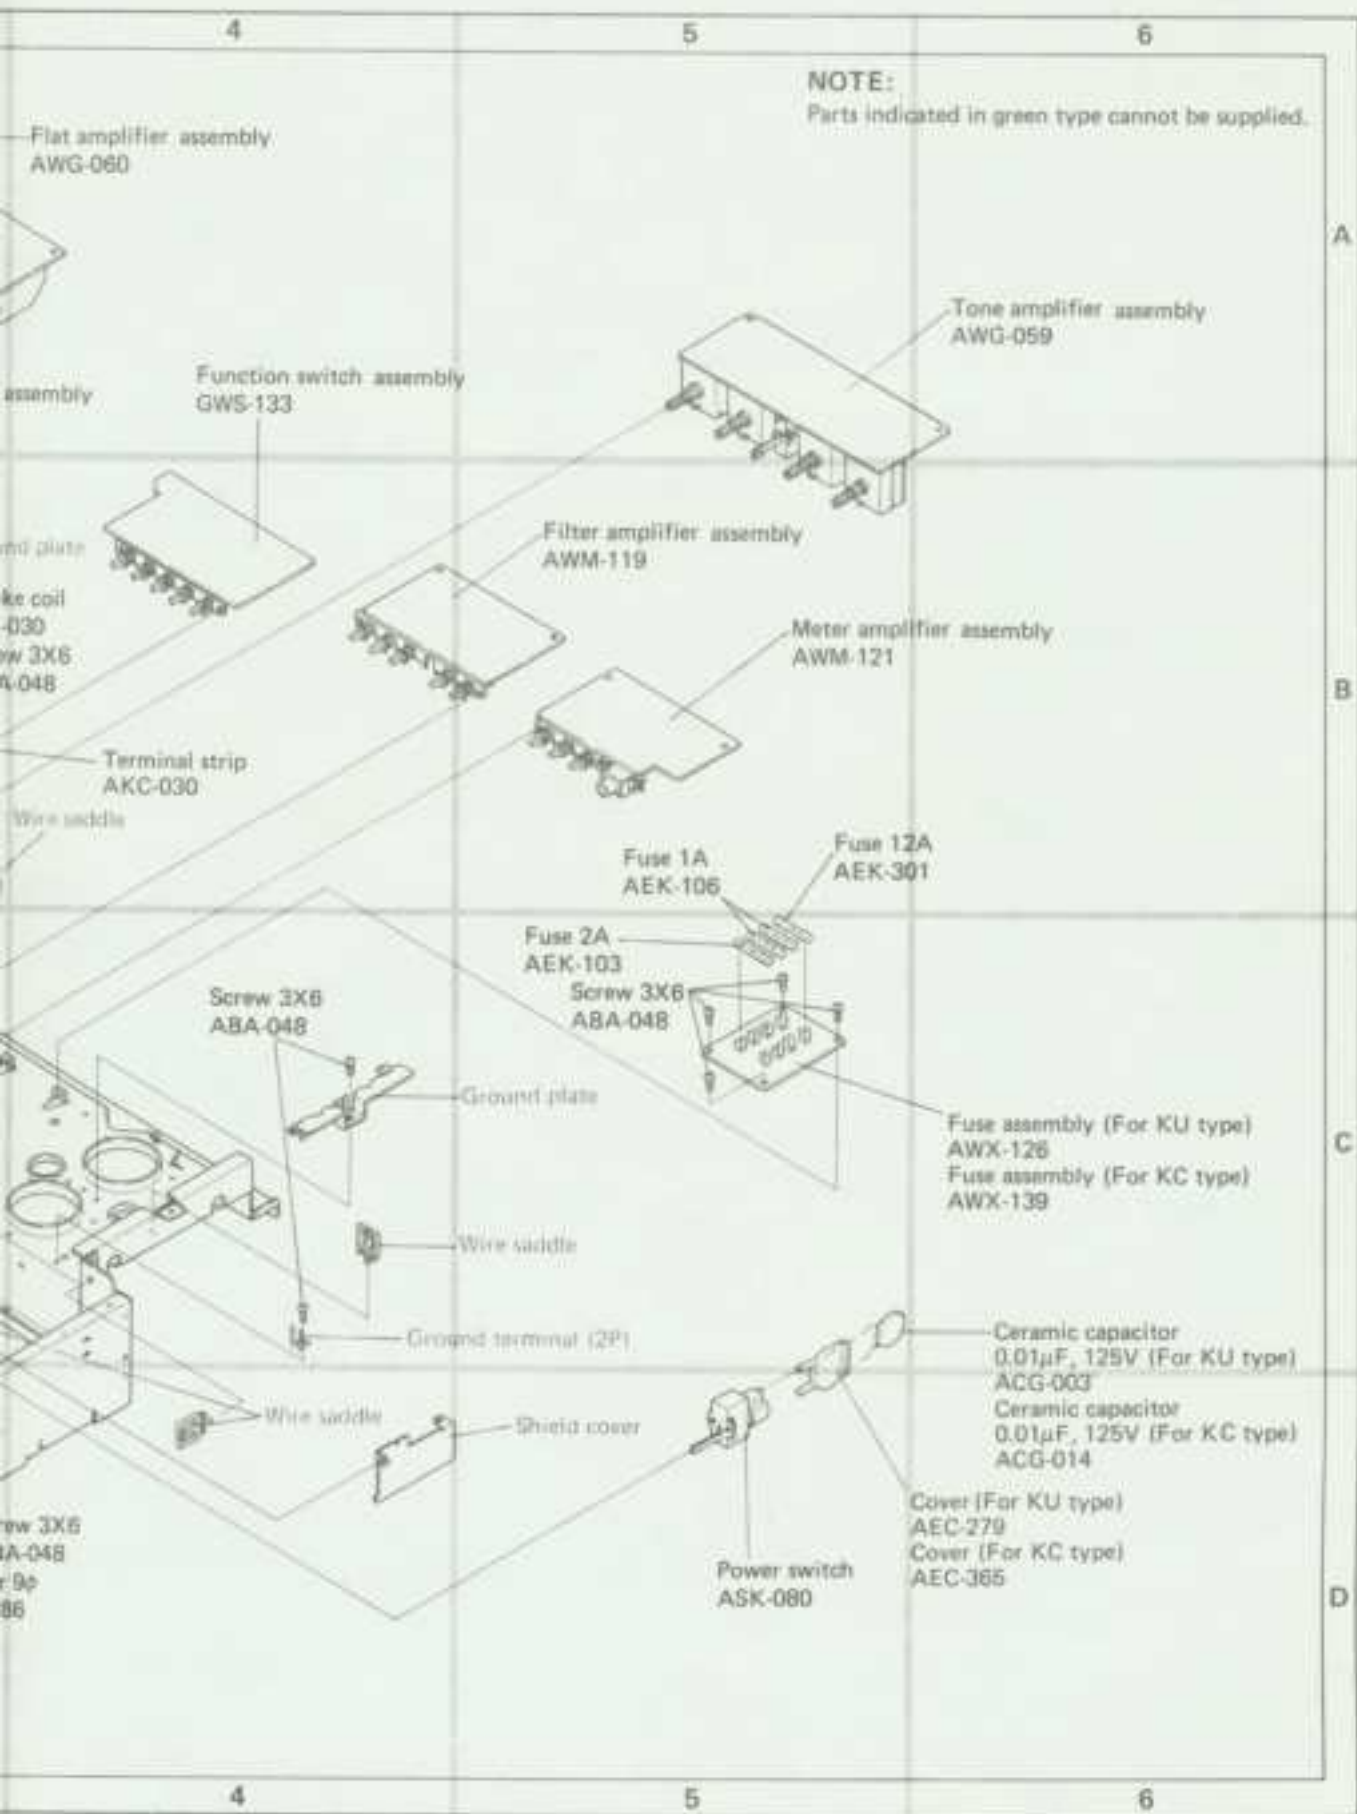 4
5
6
NOTE:
Parts indicated in green type cannot be supplied.
Flat amplifier assembly
AWG-060
A
Tone amplifier assembly
AWG-059
Function switch assembly
GWS-133
assembly
Filter amplifier assembly
AWM-119
plate
coil
-030
3X6
-048
Meter amplifier assembly
AWM-121
B
Terminal strip
AKC-030
Wire saddle
Fuse 1A
AEK-106
Fuse 12A
AEK-301
Fuse 2A
AEK-103
Screw 3X6
ABA-048
Screw 3X6
ABA-048
Ground plate
Fuse assembly (For KU type)
AWX-126
Fuse assembly (For KC type)
AWX-139
C
Wire saddle
Ground terminal (2P)
Ceramic capacitor
0.01μF, 125V (For KU type)
ACG-003
Ceramic capacitor
0.01μF, 125V (For KC type)
ACG-014
Wire saddle
Shield cover
Cover (For KU type)
AEC-279
Cover (For KC type)
AEC-365
Power switch
ASK-080
3X6
A-048
9φ
86
D
4
5
6